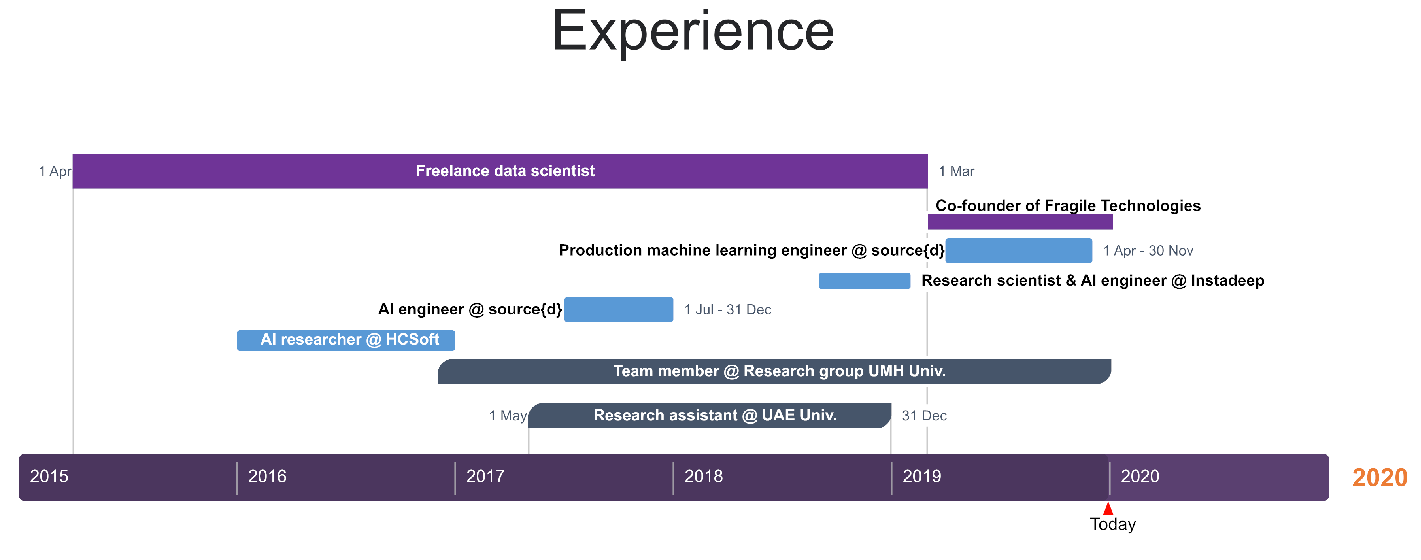 Experience
1 Apr Freelance data scientist 1 Mar
Co-founder of Fragile Technologies
Production machine learning engineer @ source{d} 1 Apr - 30 Nov
Research scientist & AI engineer @ Instadeep
AI engineer @ source{d} 1 Jul - 31 Dec
AI researcher @ HCSoft
Team member @ Research group UMH Univ.
1 May Research assistant @ UAE Univ. 31 Dec
2015 2016 2017 2018 2019 2020 2020
Today